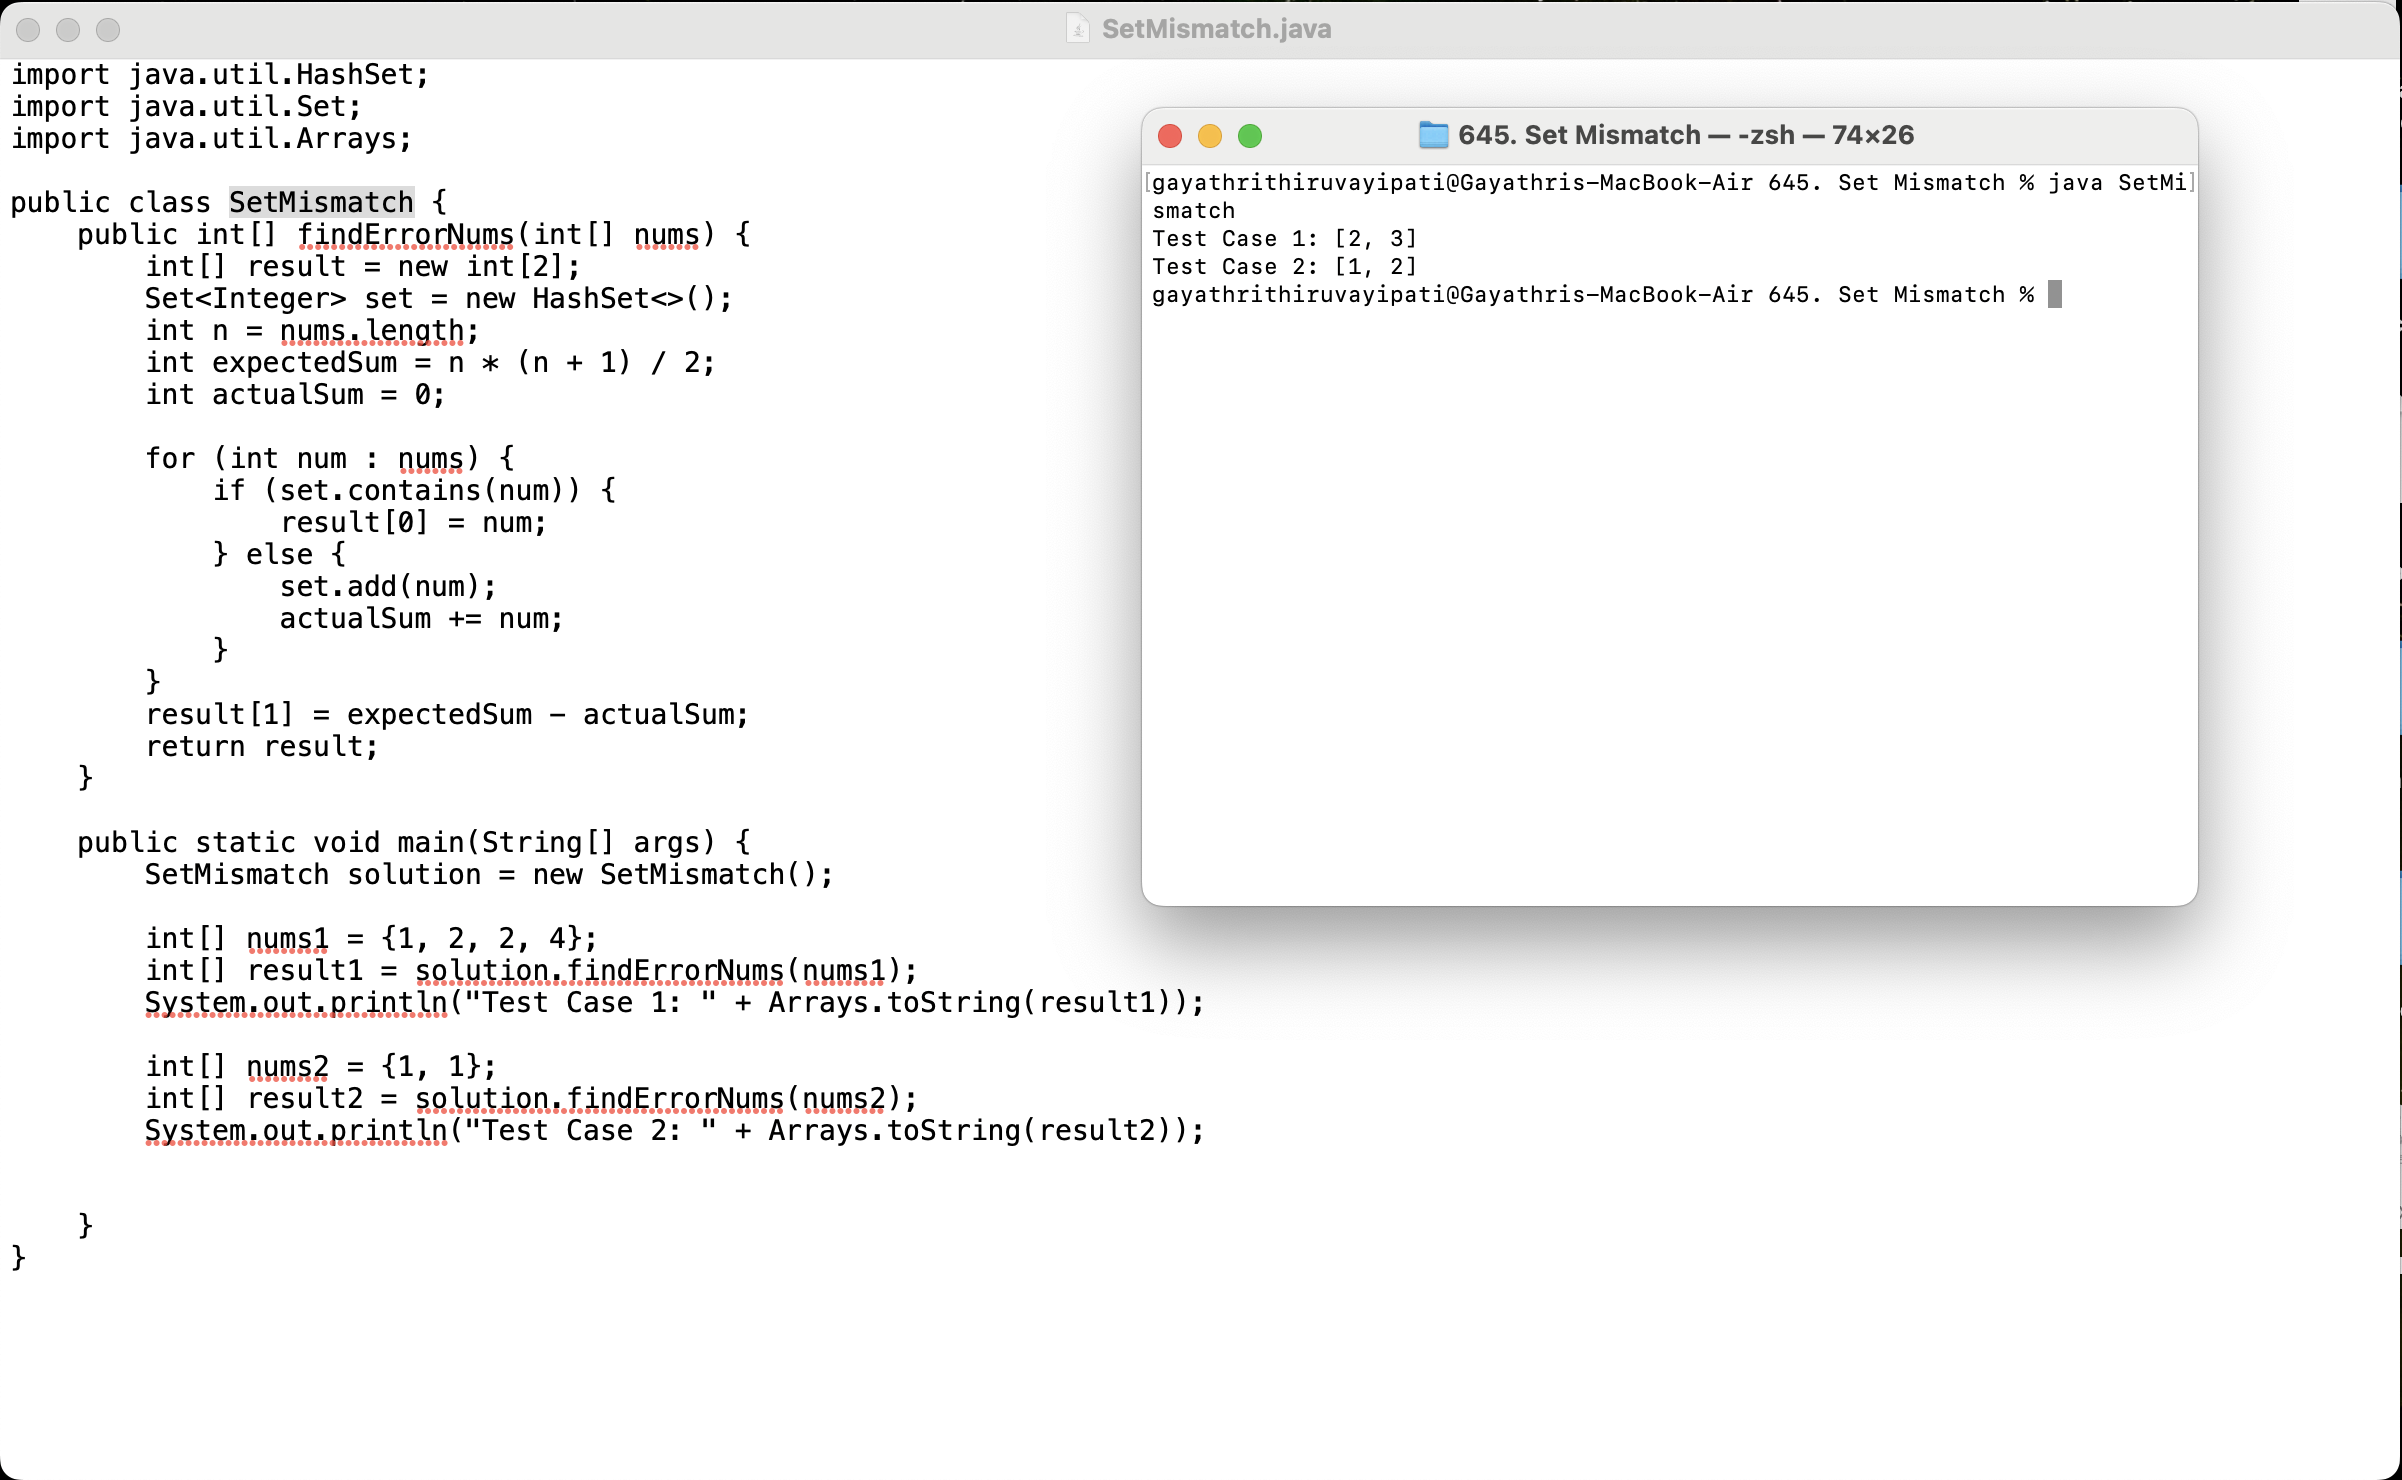 SetMismatch.java
import java.util.HashSet;
import java.util.Set;
import java.util.Arrays;
public class SetMismatch {
    public int[] findErrorNums(int[] nums) {
        int[] result = new int[2];
        Set<Integer> set = new HashSet<>();
        int n = nums.length;
        int expectedSum = n * (n + 1) / 2;
        int actualSum = 0;
        for (int num : nums) {
            if (set.contains(num)) {
                result[0] = num;
            } else {
                set.add(num);
                actualSum += num;
            }
        }
        result[1] = expectedSum - actualSum;
        return result;
    }
    public static void main(String[] args) {
        SetMismatch solution = new SetMismatch();
        int[] nums1 = {1, 2, 2, 4};
        int[] result1 = solution.findErrorNums(nums1);
        System.out.println("Test Case 1: " + Arrays.toString(result1));
        int[] nums2 = {1, 1};
        int[] result2 = solution.findErrorNums(nums2);
        System.out.println("Test Case 2: " + Arrays.toString(result2));
    }
}
645. Set Mismatch — -zsh — 74×26
[gayathrithiruvayipati@Gayathris-MacBook-Air 645. Set Mismatch % java SetMi]
smatch
Test Case 1: [2, 3]
Test Case 2: [1, 2]
gayathrithiruvayipati@Gayathris-MacBook-Air 645. Set Mismatch %